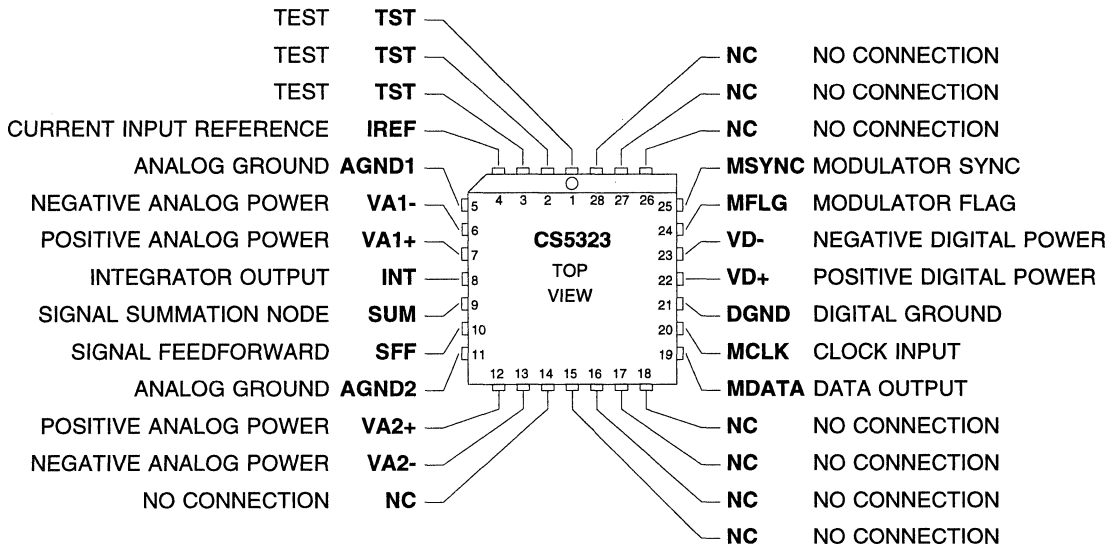 TEST TST
TEST TST
TEST TST
CURRENT INPUT REFERENCE IREF
ANALOG GROUND AGND1
NEGATIVE ANALOG POWER VA1-
POSITIVE ANALOG POWER VA1+
INTEGRATOR OUTPUT INT
SIGNAL SUMMATION NODE SUM
SIGNAL FEEDFORWARD SFF
ANALOG GROUND AGND2
POSITIVE ANALOG POWER VA2+
NEGATIVE ANALOG POWER VA2-
NO CONNECTION NC
4 3 2 1 28 27 26
5
6
7
8
9
10
11
CS5323
TOP
VIEW
25
24
23
22
21
20
19
12 13 14 15 16 17 18
NC NO CONNECTION
NC NO CONNECTION
NC NO CONNECTION
MSYNC MODULATOR SYNC
MFLG MODULATOR FLAG
VD- NEGATIVE DIGITAL POWER
VD+ POSITIVE DIGITAL POWER
DGND DIGITAL GROUND
MCLK CLOCK INPUT
MDATA DATA OUTPUT
NC NO CONNECTION
NC NO CONNECTION
NC NO CONNECTION
NC NO CONNECTION